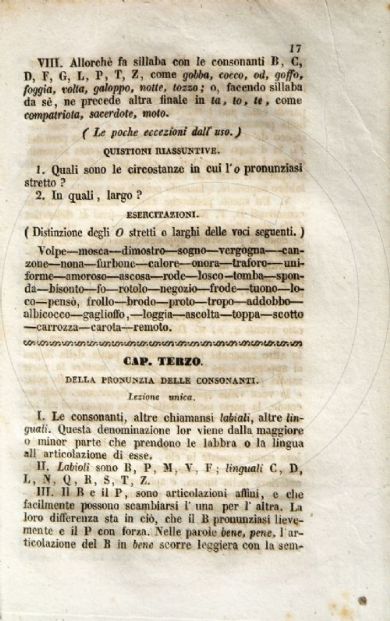 17
VIII. Allorchè fa sillaba con le consonanti B, C,
D, F, G, L, P, T, Z, come gobba, cocco, od, goffo,
foggia, volta, galoppo, notte, tozzo; o, facendo sillaba
da sè, ne precede altra finale in ta, to, te, come
compatriota, sacerdote, moto.
( Le poche eccezioni dall' uso. )
QUISTIONI RIASSUNTIVE.
1. Quali sono le circostanze in cui l'o pronunziasi
stretto ?
2. In quali, largo ?
ESERCITAZIONI.
( Distinzione degli O stretti o larghi delle voci seguenti. )
Volpe—mosca—dimostro—sogno—vergogna—can-
zone—nona—furbone—calore—onora—traforo—uni-
forme—amoroso—ascosa—rode—losco—tomba—spon-
da—bisonto—fo—rotolo—negozio—frode—tuono—lo-
co—pensò, frollo—brodo—proto—tropo—addobbo—
albicocco—gaglioffo,—loggia—ascolta—toppa—scotto
—carrozza—carota—remoto.
CAP. TERZO.
DELLA PRONUNZIA DELLE CONSONANTI.
Lezione unica.
I. Le consonanti, altre chiamansi labiali, altre lin-
guali. Questa denominazione lor viene dalla maggiore
o minor parte che prendono le labbra o la lingua
all articolazione di esse.
II. Labioli sono B, P, M, V, F; linguali C, D,
L, N, Q, R, S, T, Z.
III. Il B e il P, sono articolazioni affini, e che
facilmente possono scambiarsi l' una per l' altra. La
loro differenza sta in ciò, che il B pronunziasi lieve-
mente e il P con forza. Nelle parole bene, pene, l'ar-
ticolazione del B in bene scorre leggiera con la sem-